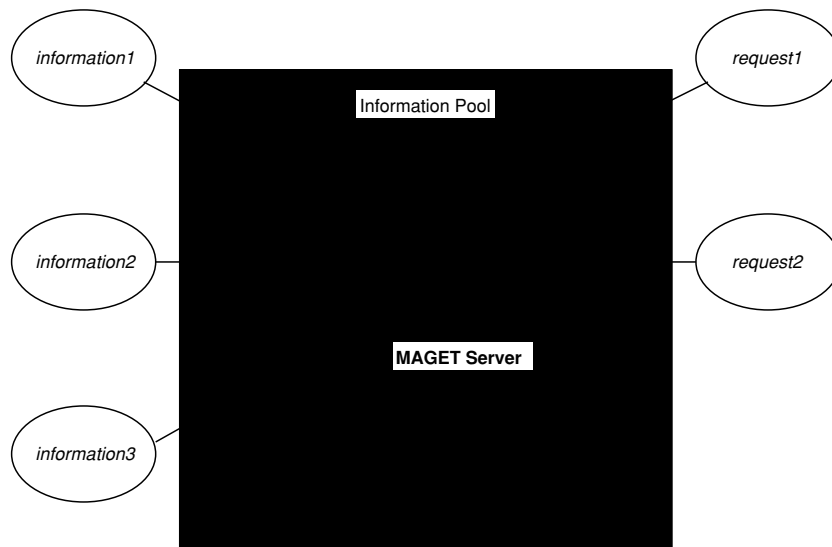 information1
request1
Information Pool
information2
request2
MAGET Server
information3